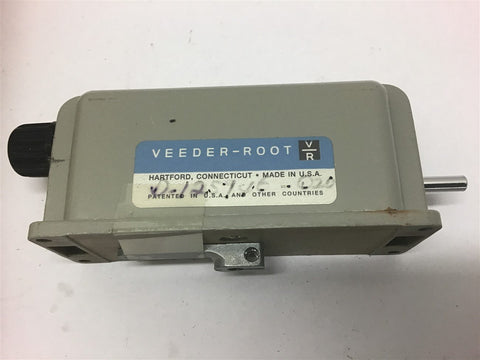 VEEDER-ROOT V/R
HARTFORD, CONNECTICUT • MADE IN U.S.A.
PATENTED IN U.S.A. AND OTHER COUNTRIES